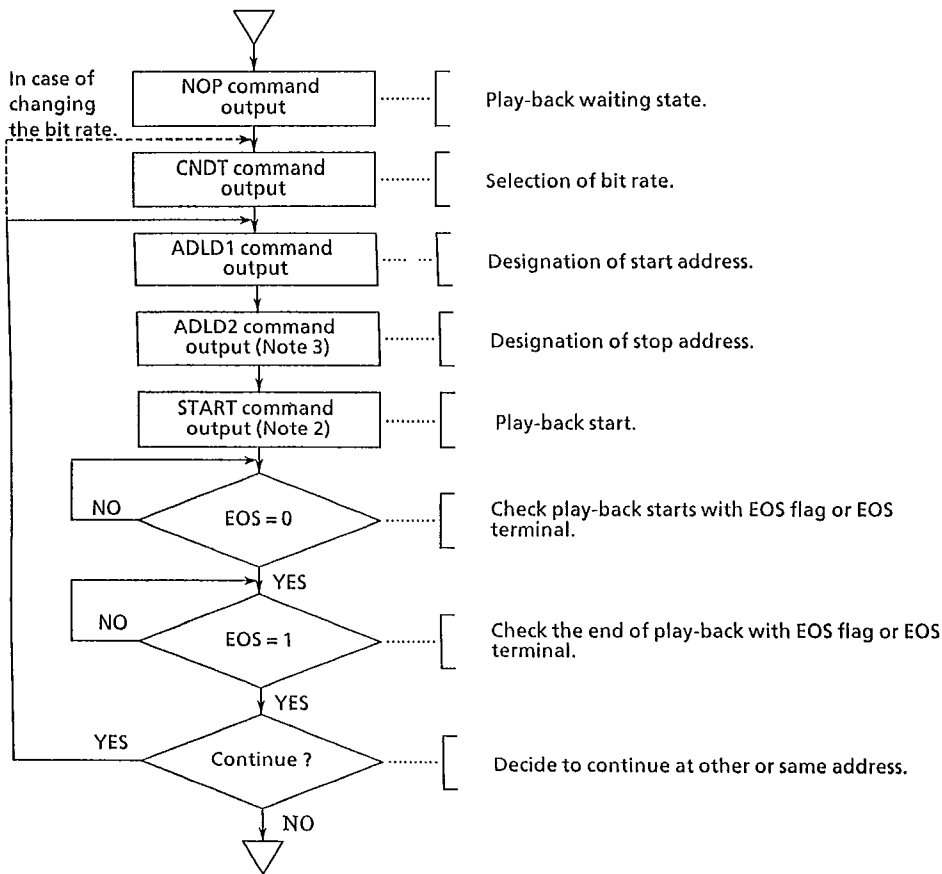 In case of
changing
the bit rate.
NOP command
output
Play-back waiting state.
CNDT command
output
Selection of bit rate.
ADLD1 command
output
Designation of start address.
ADLD2 command
output (Note 3)
Designation of stop address.
START command
output (Note 2)
Play-back start.
NO
EOS = 0
Check play-back starts with EOS flag or EOS
terminal.
YES
NO
EOS = 1
Check the end of play-back with EOS flag or EOS
terminal.
YES
YES
Continue ?
Decide to continue at other or same address.
NO